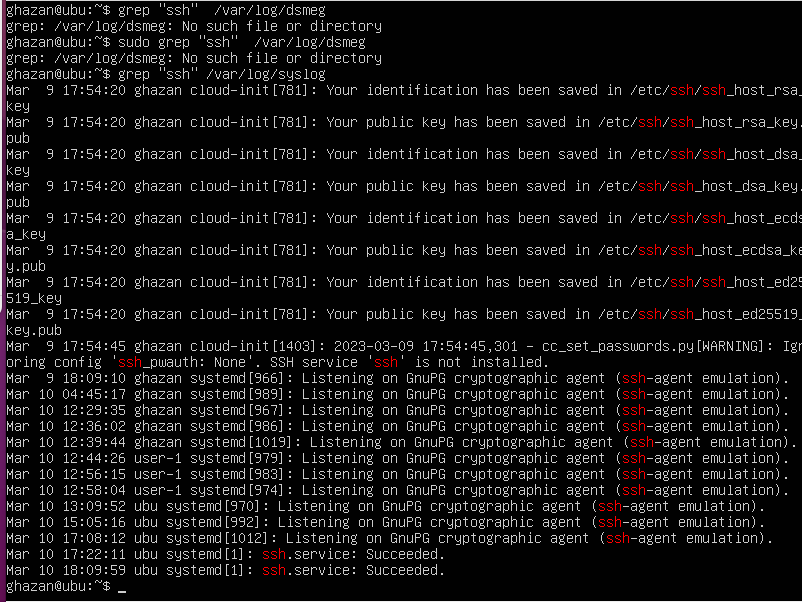 ghazan@ubu:~$ grep "ssh"  /var/log/dsmeg
grep: /var/log/dsmeg: No such file or directory
ghazan@ubu:~$ sudo grep "ssh"  /var/log/dsmeg
grep: /var/log/dsmeg: No such file or directory
ghazan@ubu:~$ grep "ssh" /var/log/syslog
Mar  9 17:54:20 ghazan cloud-init[781]: Your identification has been saved in /etc/ssh/ssh_host_rsa_
key
Mar  9 17:54:20 ghazan cloud-init[781]: Your public key has been saved in /etc/ssh/ssh_host_rsa_key.
pub
Mar  9 17:54:20 ghazan cloud-init[781]: Your identification has been saved in /etc/ssh/ssh_host_dsa_
key
Mar  9 17:54:20 ghazan cloud-init[781]: Your public key has been saved in /etc/ssh/ssh_host_dsa_key.
pub
Mar  9 17:54:20 ghazan cloud-init[781]: Your identification has been saved in /etc/ssh/ssh_host_ecds
a_key
Mar  9 17:54:20 ghazan cloud-init[781]: Your public key has been saved in /etc/ssh/ssh_host_ecdsa_ke
y.pub
Mar  9 17:54:20 ghazan cloud-init[781]: Your identification has been saved in /etc/ssh/ssh_host_ed25
519_key
Mar  9 17:54:20 ghazan cloud-init[781]: Your public key has been saved in /etc/ssh/ssh_host_ed25519_
key.pub
Mar  9 17:54:45 ghazan cloud-init[1403]: 2023-03-09 17:54:45,301 - cc_set_passwords.py[WARNING]: Ign
oring config 'ssh_pwauth: None'. SSH service 'ssh' is not installed.
Mar  9 18:09:10 ghazan systemd[966]: Listening on GnuPG cryptographic agent (ssh-agent emulation).
Mar 10 04:45:17 ghazan systemd[989]: Listening on GnuPG cryptographic agent (ssh-agent emulation).
Mar 10 12:29:35 ghazan systemd[967]: Listening on GnuPG cryptographic agent (ssh-agent emulation).
Mar 10 12:36:02 ghazan systemd[986]: Listening on GnuPG cryptographic agent (ssh-agent emulation).
Mar 10 12:39:44 ghazan systemd[1019]: Listening on GnuPG cryptographic agent (ssh-agent emulation).
Mar 10 12:44:26 user-1 systemd[979]: Listening on GnuPG cryptographic agent (ssh-agent emulation).
Mar 10 12:56:15 user-1 systemd[983]: Listening on GnuPG cryptographic agent (ssh-agent emulation).
Mar 10 12:58:04 user-1 systemd[974]: Listening on GnuPG cryptographic agent (ssh-agent emulation).
Mar 10 13:09:52 ubu systemd[970]: Listening on GnuPG cryptographic agent (ssh-agent emulation).
Mar 10 15:05:16 ubu systemd[992]: Listening on GnuPG cryptographic agent (ssh-agent emulation).
Mar 10 17:08:12 ubu systemd[1012]: Listening on GnuPG cryptographic agent (ssh-agent emulation).
Mar 10 17:22:11 ubu systemd[1]: ssh.service: Succeeded.
Mar 10 18:09:59 ubu systemd[1]: ssh.service: Succeeded.
ghazan@ubu:~$ _